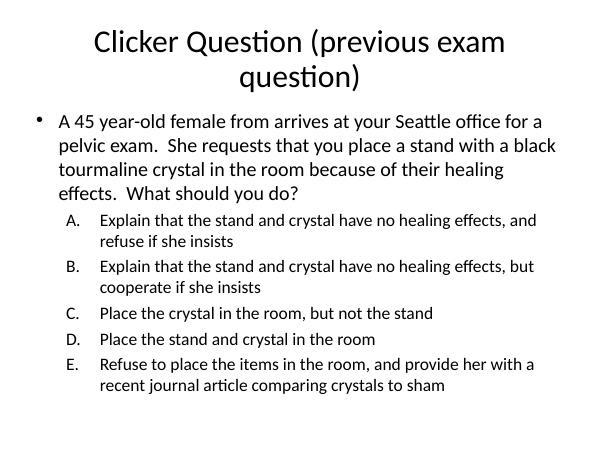 Clicker Question (previous exam
question)
• A 45 year-old female from arrives at your Seattle office for a
pelvic exam.  She requests that you place a stand with a black
tourmaline crystal in the room because of their healing
effects.  What should you do?
A. Explain that the stand and crystal have no healing effects, and
refuse if she insists
B. Explain that the stand and crystal have no healing effects, but
cooperate if she insists
C. Place the crystal in the room, but not the stand
D. Place the stand and crystal in the room
E. Refuse to place the items in the room, and provide her with a
recent journal article comparing crystals to sham